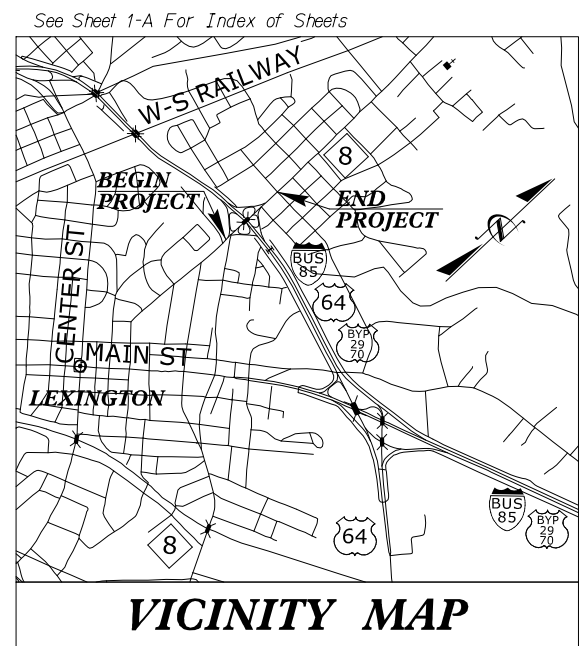 See Sheet 1-A For Index of Sheets
W-S RAILWAY
8
BEGIN
PROJECT
END
PROJECT
CENTER ST
BUS
85
64
BYP
29
70
MAIN ST
LEXINGTON
BUS
85
BYP
29
70
64
8
VICINITY MAP